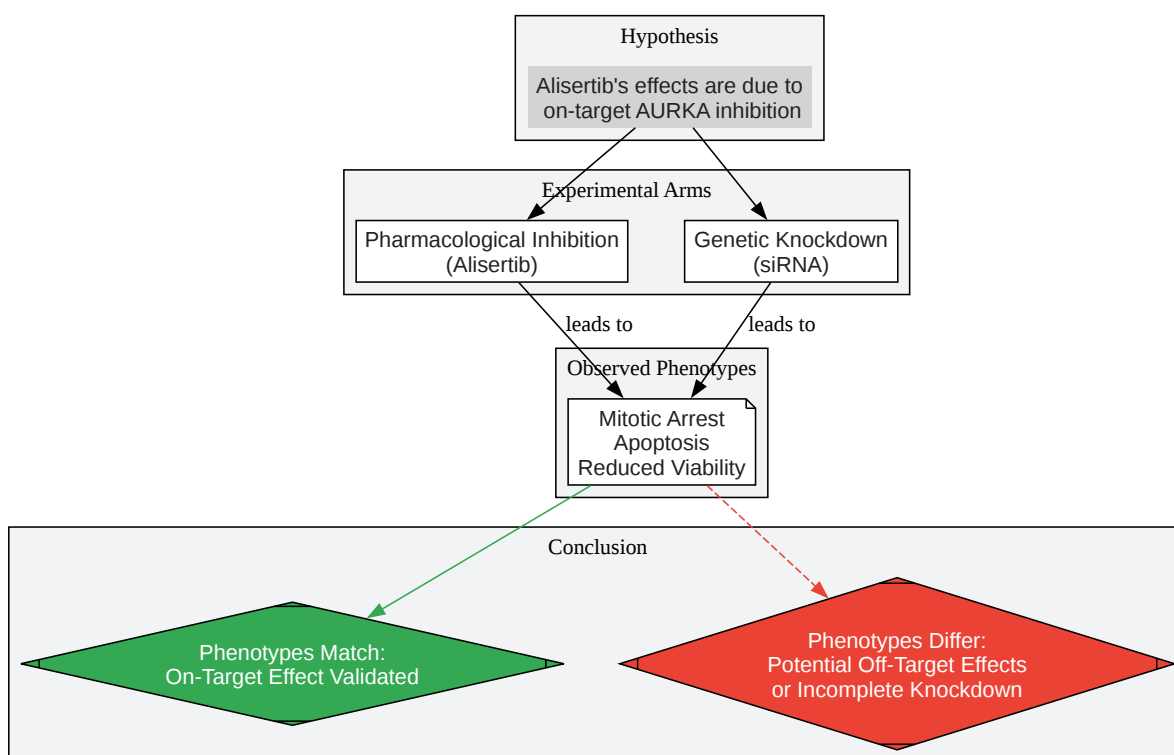 Hypothesis
Alisertib's effects are due to
on-target AURKA inhibition
Experimental Arms
Pharmacological Inhibition
(Alisertib)
Genetic Knockdown
(siRNA)
leads to
leads to
Observed Phenotypes
Mitotic Arrest
Apoptosis
Reduced Viability
Conclusion
Phenotypes Match:
On-Target Effect Validated
Phenotypes Differ:
Potential Off-Target Effects
or Incomplete Knockdown